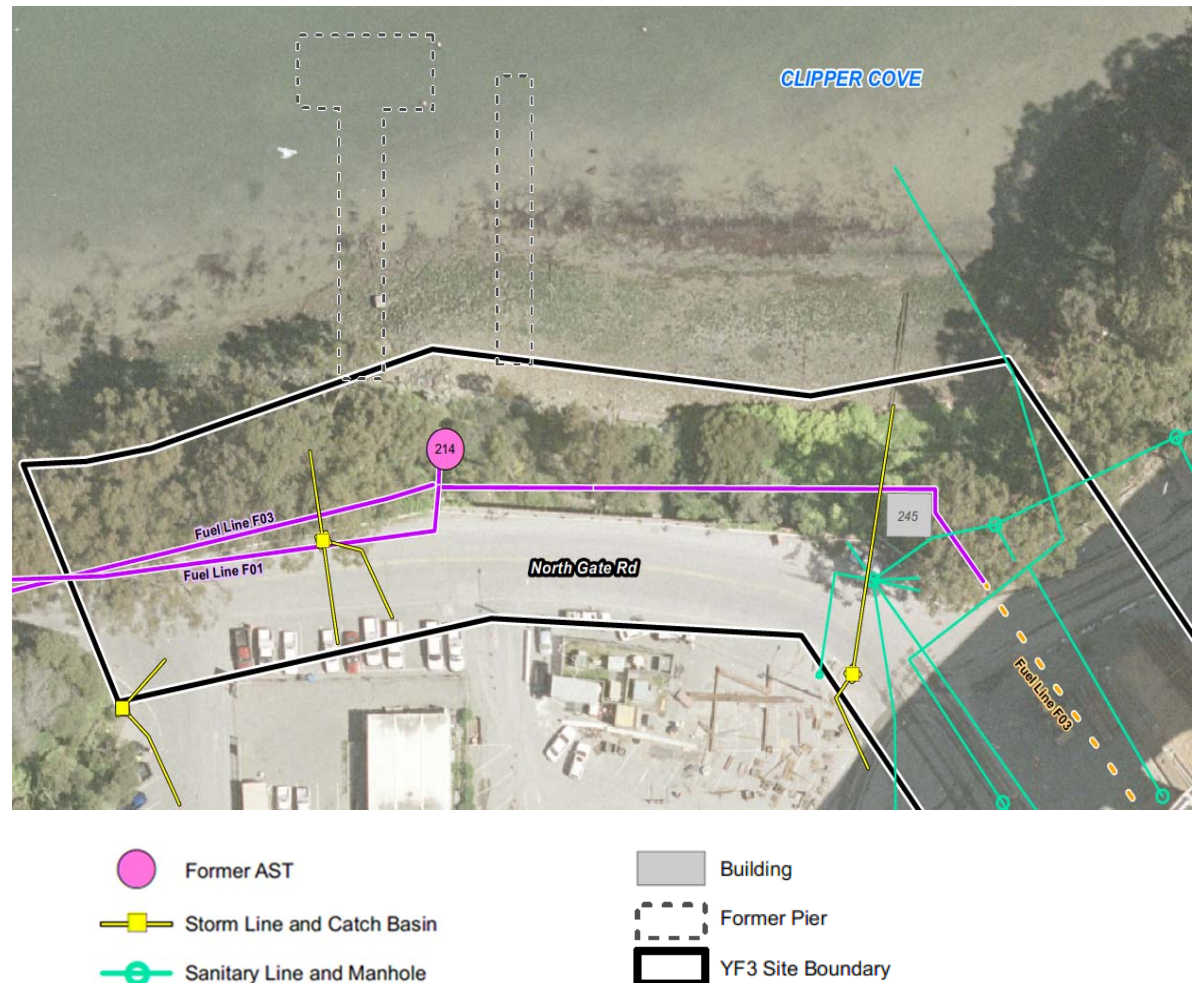 CLIPPER COVE
214
Fuel Line F03
245
Fuel Line F01
North Gate Rd
Fuel Line F03
Former AST
Building
Storm Line and Catch Basin
Former Pier
Sanitary Line and Manhole
YF3 Site Boundary